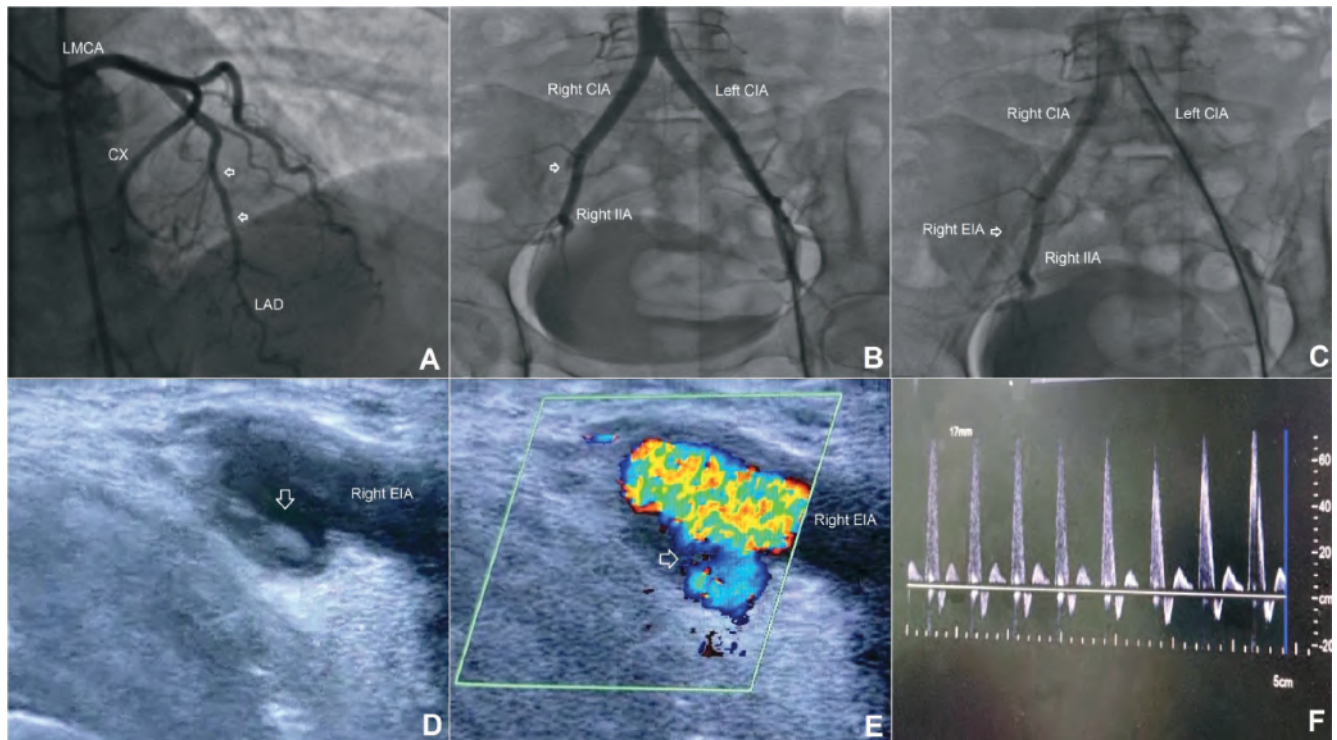 LMCA
CX
LAD
A
Right CIA
Left CIA
Right IIA
B
Right CIA
Left CIA
Right EIA
Right IIA
C
Right EIA
D
Right EIA
E
17mm
60
40
20
cm
-20
5cm
F